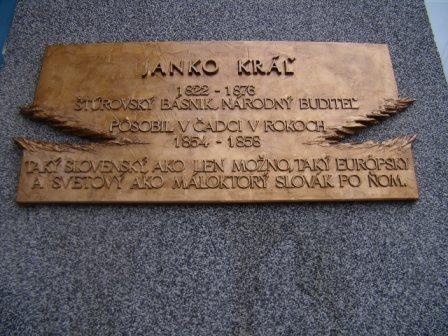 JANKO KRÁĽ
1822 - 1876
ŠTÚROVSKÝ BÁSNIK, NÁRODNÝ BUDITEĽ
PÔSOBIL V ČADCI V ROKOCH
1854 - 1858
TAKÝ SLOVENSKÝ, AKO LEN MOŽNO, TAKÝ EURÓPSKY
A SVETOVÝ AKO MÁLOKTORÝ SLOVÁK PO ŇOM.